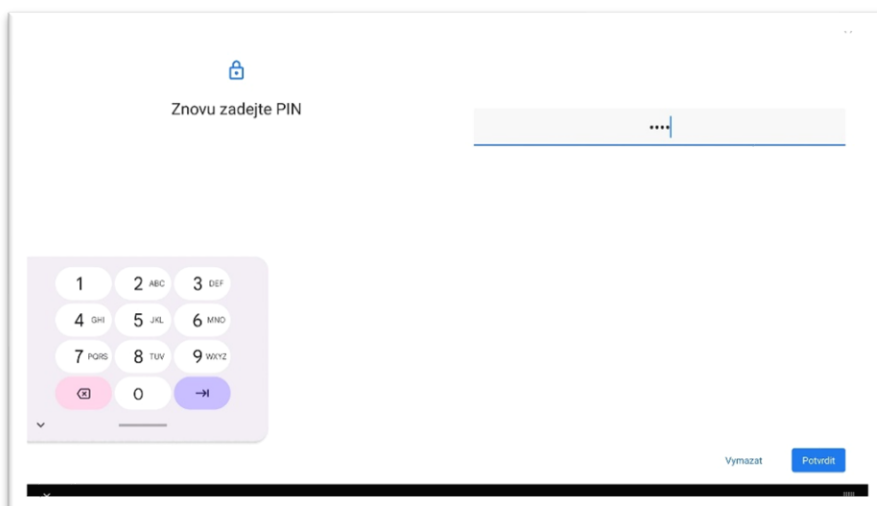 Znovu zadejte PIN
••••
1 2 ABC 3 DEF
4 GHI 5 JKL 6 MNO
7 PQRS 8 TUV 9 WXYZ
0
Vymazat Potvrdit